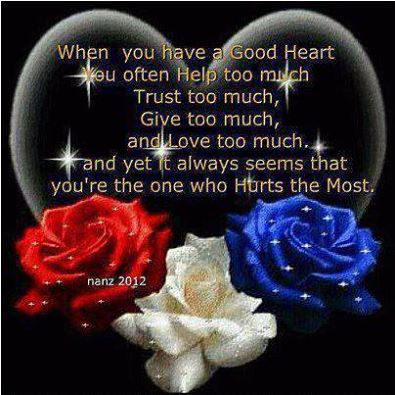 When you have a Good Heart
You often Help too much
Trust too much,
Give too much,
and Love too much.
and yet it always seems that
you're the one who Hurts the Most.
nanz 2012